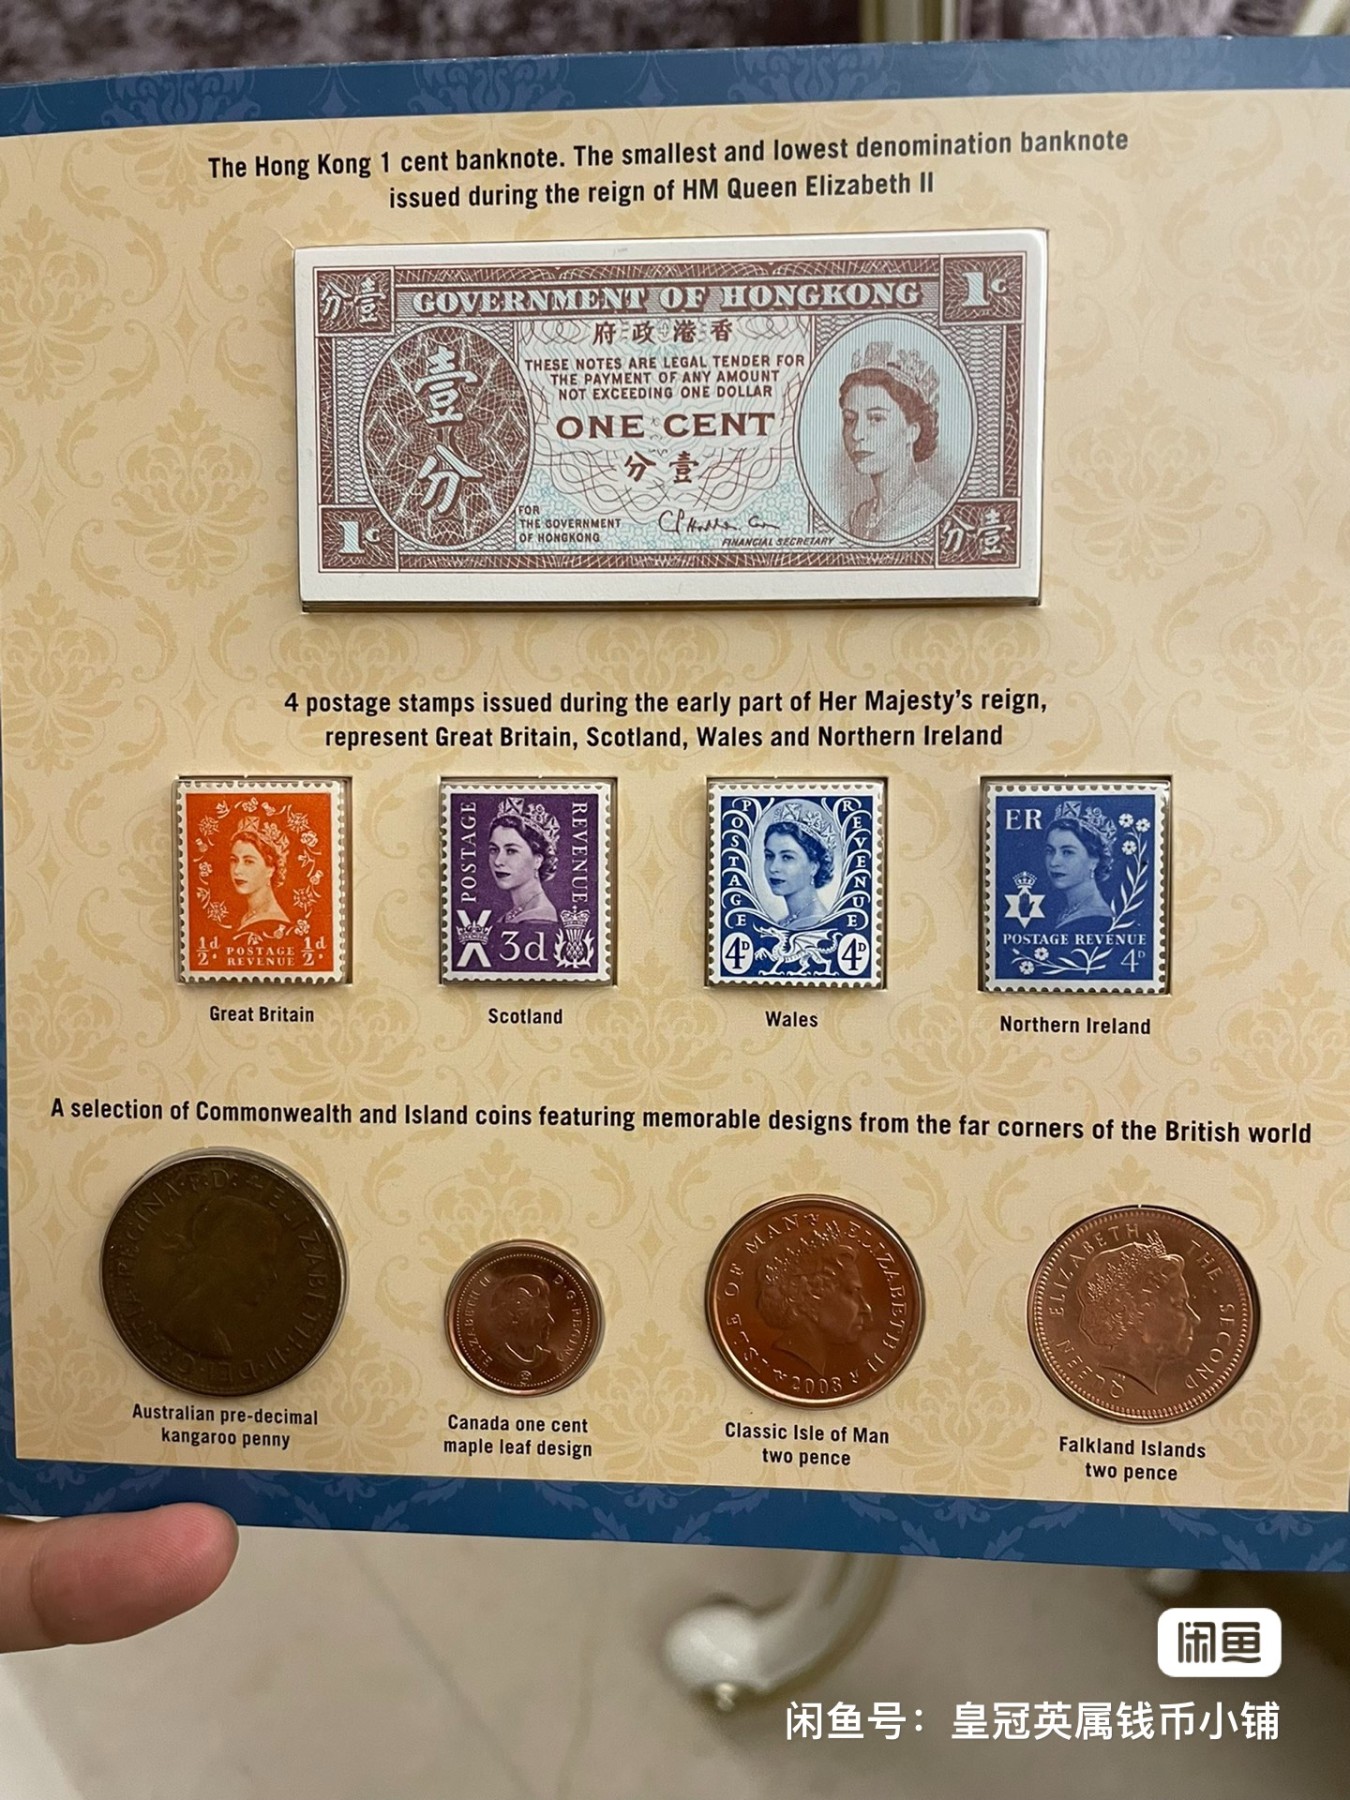 The Hong Kong 1 cent banknote. The smallest and lowest denomination banknote
issued during the reign of HM Queen Elizabeth II
分壹
GOVERNMENT OF HONGKONG
1c
府政港香
壹分
THESE NOTES ARE LEGAL TENDER FOR
THE PAYMENT OF ANY AMOUNT
NOT EXCEEDING ONE DOLLAR
ONE CENT
分壹
FOR
THE GOVERNMENT
OF HONGKONG
FINANCIAL SECRETARY
1c
分壹
4 postage stamps issued during the early part of Her Majesty's reign,
represent Great Britain, Scotland, Wales and Northern Ireland
½d. POSTAGE REVENUE ½d.
POSTAGE REVENUE
3d
POSTAGE REVENUE
4D 4D
ER
POSTAGE REVENUE
4D
Great Britain
Scotland
Wales
Northern Ireland
A selection of Commonwealth and Island coins featuring memorable designs from the far corners of the British world
REGINA·F:D:
ELIZABETH II
ISLE OF MAN ELIZABETH II
2003
QUEEN ELIZABETH THE SECOND
Australian pre-decimal
kangaroo penny
Canada one cent
maple leaf design
Classic Isle of Man
two pence
Falkland Islands
two pence
闲鱼
闲鱼号：皇冠英属钱币小铺